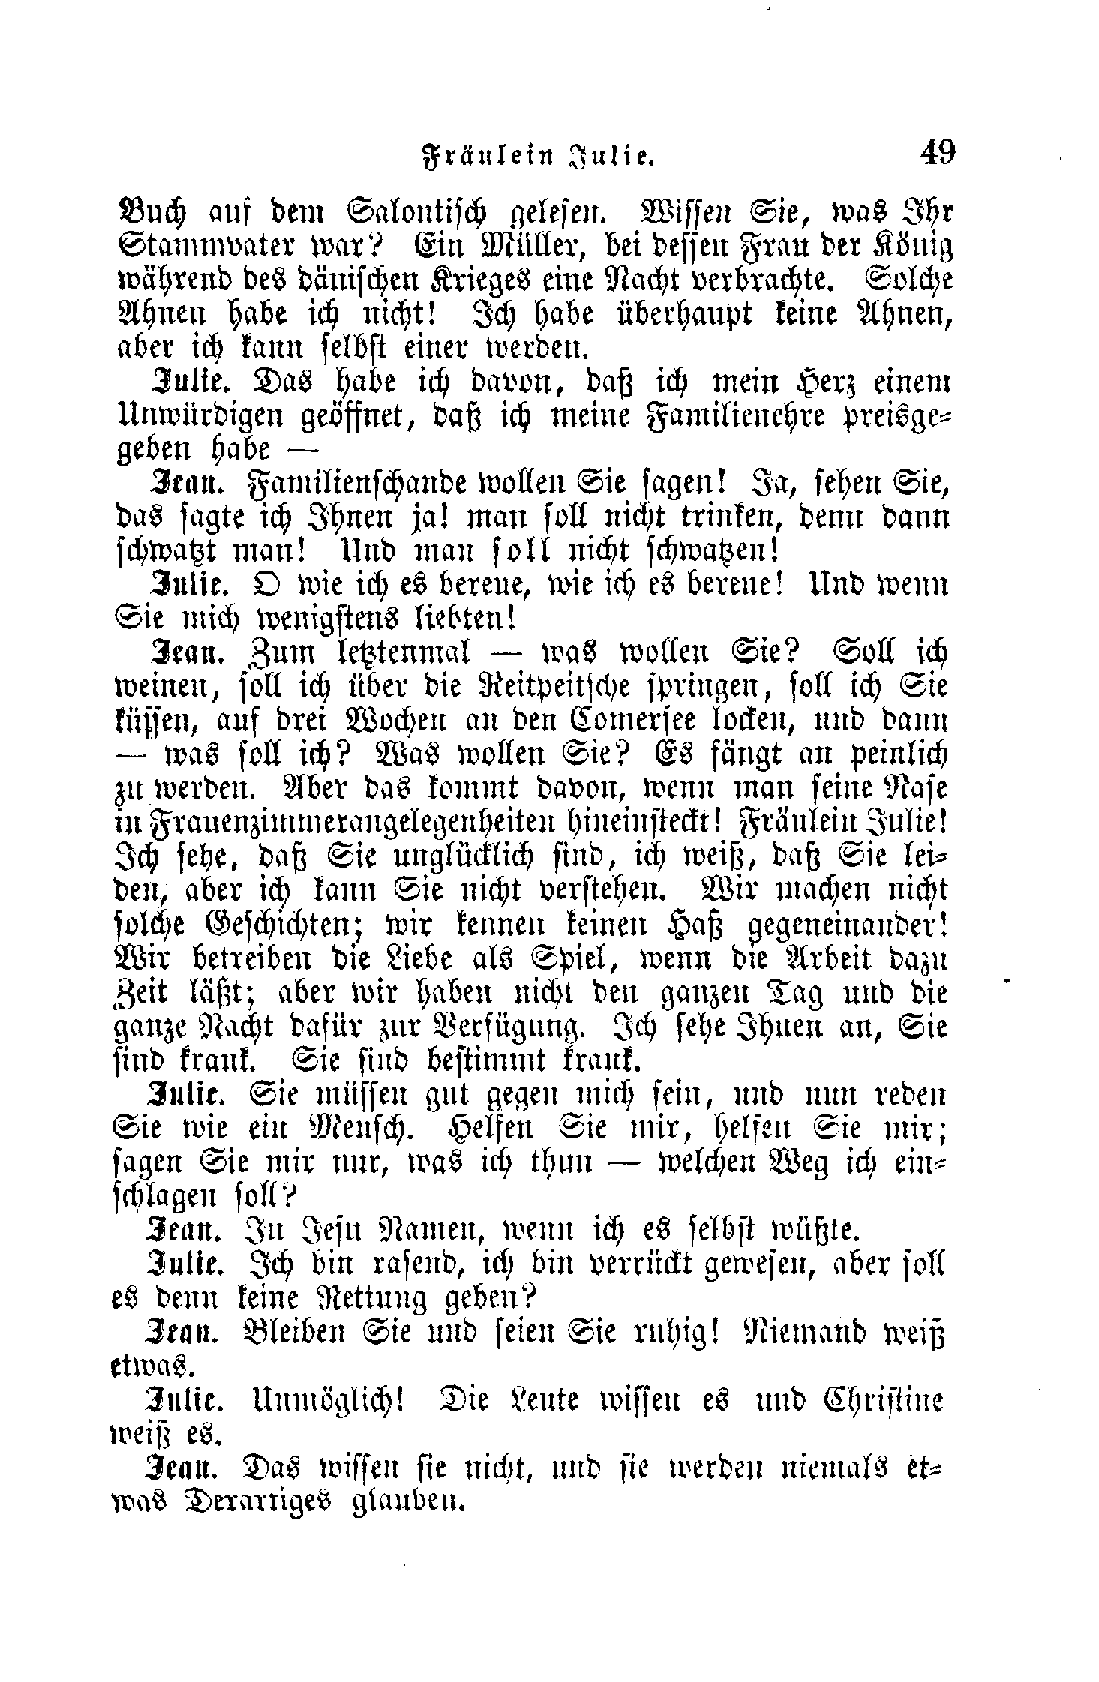 Fräulein Julie. 49
Buch auf dem Salontisch gelesen. Wissen Sie, was Ihr
Stammvater war? Ein Müller, bei dessen Frau der König
während des dänischen Krieges eine Nacht verbrachte. Solche
Ahnen habe ich nicht! Ich habe überhaupt keine Ahnen,
aber ich kann selbst einer werden.
Julie. Das habe ich davon, daß ich mein Herz einem
Unwürdigen geöffnet, daß ich meine Familienehre preisge-
geben habe —
Jean. Familienschande wollen Sie sagen! Ja, sehen Sie,
das sagte ich Ihnen ja! man soll nicht trinken, denn dann
schwatzt man! Und man soll nicht schwatzen!
Julie. O wie ich es bereue, wie ich es bereue! Und wenn
Sie mich wenigstens liebten!
Jean. Zum letztenmal — was wollen Sie? Soll ich
weinen, soll ich über die Reitpeitsche springen, soll ich Sie
küssen, auf drei Wochen an den Comersee locken, und dann
— was soll ich? Was wollen Sie? Es fängt an peinlich
zu werden. Aber das kommt davon, wenn man seine Nase
in Frauenzimmerangelegenheiten hineinsteckt! Fräulein Julie!
Ich sehe, daß Sie unglücklich sind, ich weiß, daß Sie lei-
den, aber ich kann Sie nicht verstehen. Wir machen nicht
solche Geschichten; wir kennen keinen Haß gegeneinander!
Wir betreiben die Liebe als Spiel, wenn die Arbeit dazu
Zeit läßt; aber wir haben nicht den ganzen Tag und die
ganze Nacht dafür zur Verfügung. Ich sehe Ihnen an, Sie
sind krank. Sie sind bestimmt krank.
Julie. Sie müssen gut gegen mich sein, und nun reden
Sie wie ein Mensch. Helfen Sie mir, helfen Sie mir;
sagen Sie mir nur, was ich thun — welchen Weg ich ein-
schlagen soll?
Jean. In Jesu Namen, wenn ich es selbst wüßte.
Julie. Ich bin rasend, ich bin verrückt gewesen, aber soll
es denn keine Rettung geben?
Jean. Bleiben Sie und seien Sie ruhig! Niemand weiß
etwas.
Julie. Unmöglich! Die Leute wissen es und Christine
weiß es.
Jean. Das wissen sie nicht, und sie werden niemals et-
was Derartiges glauben.